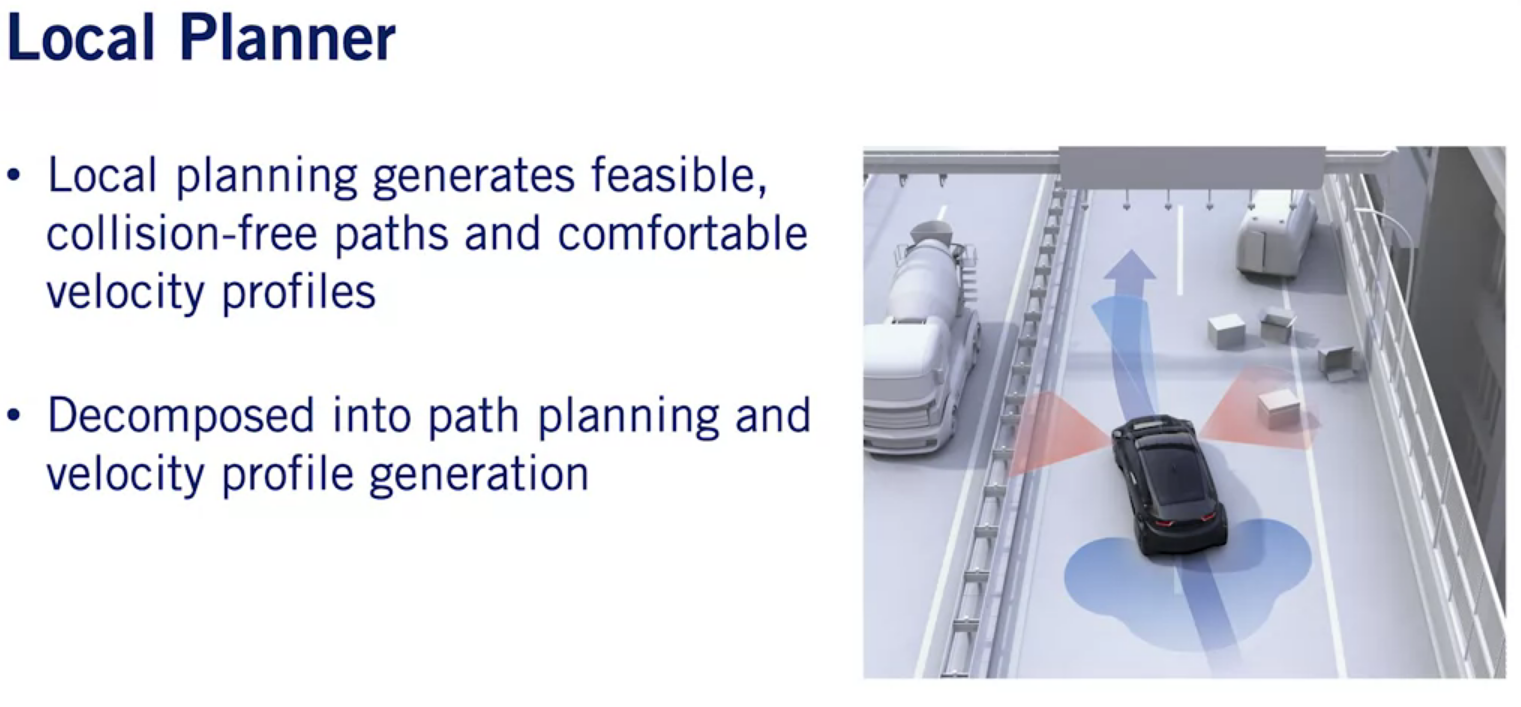 Local Planner
• Local planning generates feasible,
collision-free paths and comfortable
velocity profiles
• Decomposed into path planning and
velocity profile generation